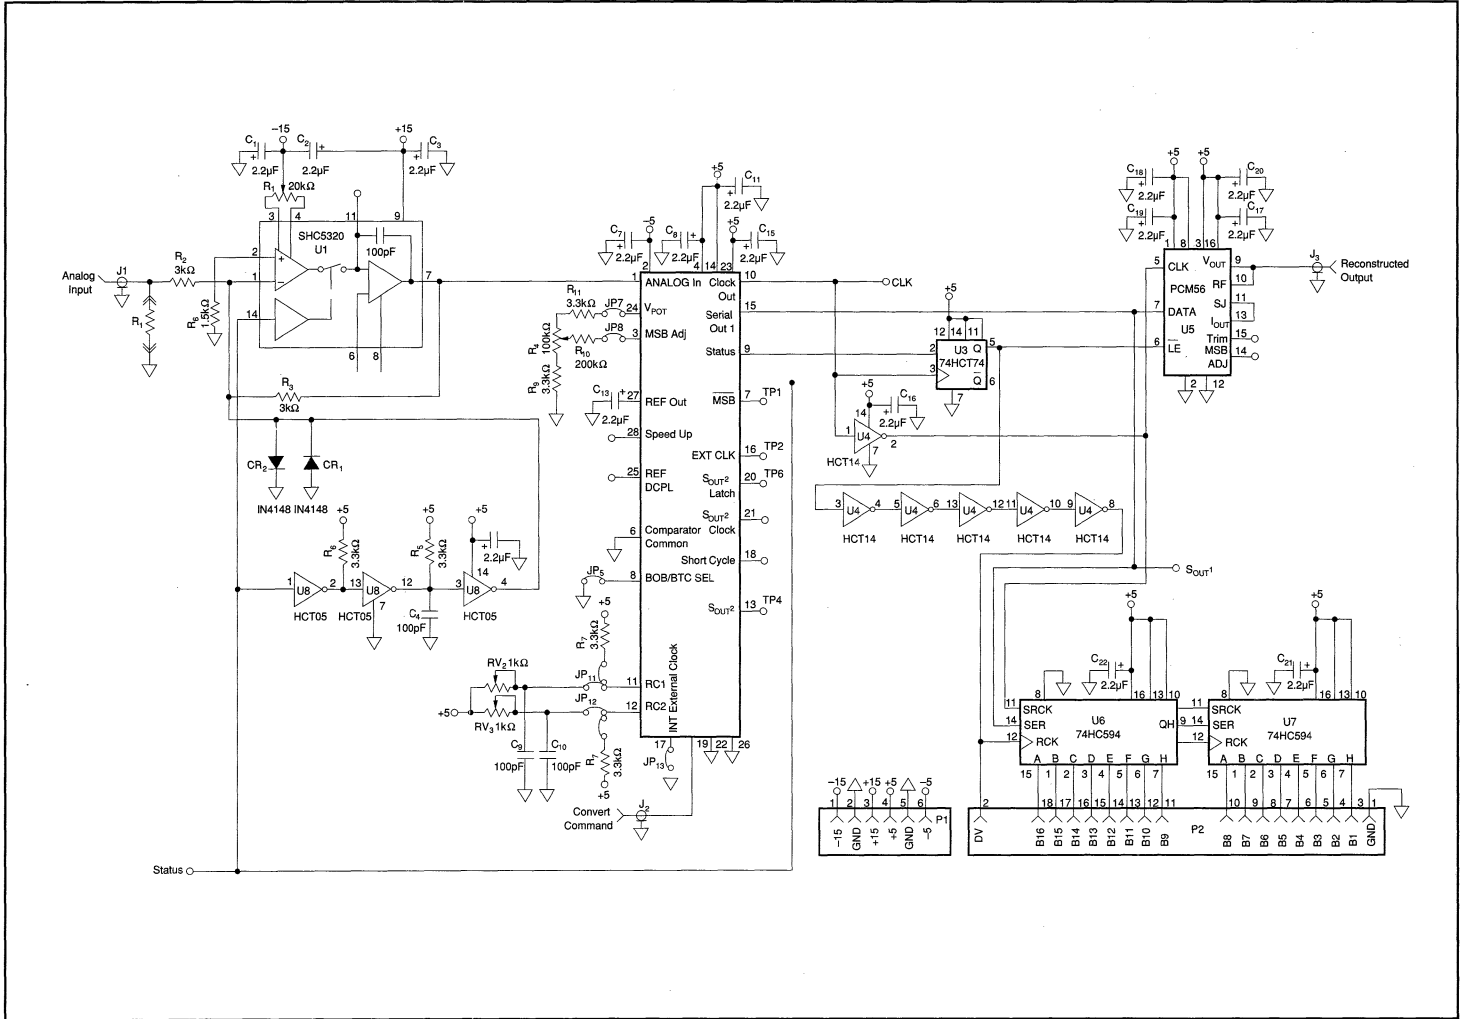 −15
+15
C1
C2
+
C3
+
2.2µF
2.2µF
+
2.2µF
R1
20kΩ
3
4
11
9
SHC5320
U1
100pF
Analog
Input
J1
R2
3kΩ
2
+
1
−
7
R1
R6
1.5kΩ
14
6
8
R3
3kΩ
CR2
CR1
IN4148
IN4148
+5
R6
3.3kΩ
+5
R5
3.3kΩ
+5
+
2.2µF
14
1
U8
2
13
U8
12
3
U8
4
7
HCT05
HCT05
HCT05
C4
100pF
Status
+5
C11
+
2.2µF
C7
+
2.2µF
−5
C8
+
2.2µF
+5
C15
+
2.2µF
2
4
14
23
1
ANALOG In
Clock
Out
10
CLK
R11
3.3kΩ
JP7
24
VPOT
Serial
Out 1
15
R4
100kΩ
JP8
3
MSB Adj
R10
200kΩ
R9
3.3kΩ
Status
9
C13
+
2.2µF
27
REF Out
MSB
7
TP1
28
Speed Up
EXT CLK
16
TP2
25
REF
DCPL
SOUT2
Latch
20
TP6
SOUT2
Clock
21
6
Comparator
Common
Short Cycle
18
JP5
8
BOB/BTC SEL
SOUT2
13
TP4
+5
R7
3.3kΩ
RV2 1kΩ
JP11
11
RC1
+5
RV3 1kΩ
JP12
12
RC2
INT External Clock
C9
100pF
C10
100pF
R7
3.3kΩ
+5
17
JP13
19
22
26
Convert
Command
J2
+5
12
14
11
2
U3
Q
5
74HCT74
3
Q
6
7
+5
C16
+
2.2µF
14
1
U4
2
7
HCT14
3
U4
4
5
U4
6
13
U4
12
11
U4
10
9
U4
8
HCT14
HCT14
HCT14
HCT14
HCT14
+5
+5
C18
+
2.2µF
C20
+
2.2µF
C19
+
2.2µF
C17
+
2.2µF
1
8
3
16
5
CLK
VOUT
9
PCM56
RF
10
7
DATA
SJ
11
U5
IOUT
13
6
LE
Trim
15
MSB
ADJ
14
2
12
J3
Reconstructed
Output
SOUT1
+5
C22
+
2.2µF
8
16
13
10
11
SRCK
14
SER
12
RCK
U6
74HC594
QH
9
A
B
C
D
E
F
G
H
15
1
2
3
4
5
6
7
+5
C21
+
2.2µF
8
16
13
10
11
SRCK
14
SER
12
RCK
U7
74HC594
A
B
C
D
E
F
G
H
15
1
2
3
4
5
6
7
−15
+15
+5
−5
1
2
3
4
5
6
P1
−15
GND
+15
+5
GND
−5
2
18
17
16
15
14
13
12
11
10
9
8
7
6
5
4
3
1
P2
DV
B16
B15
B14
B13
B12
B11
B10
B9
B8
B7
B6
B5
B4
B3
B2
B1
GND